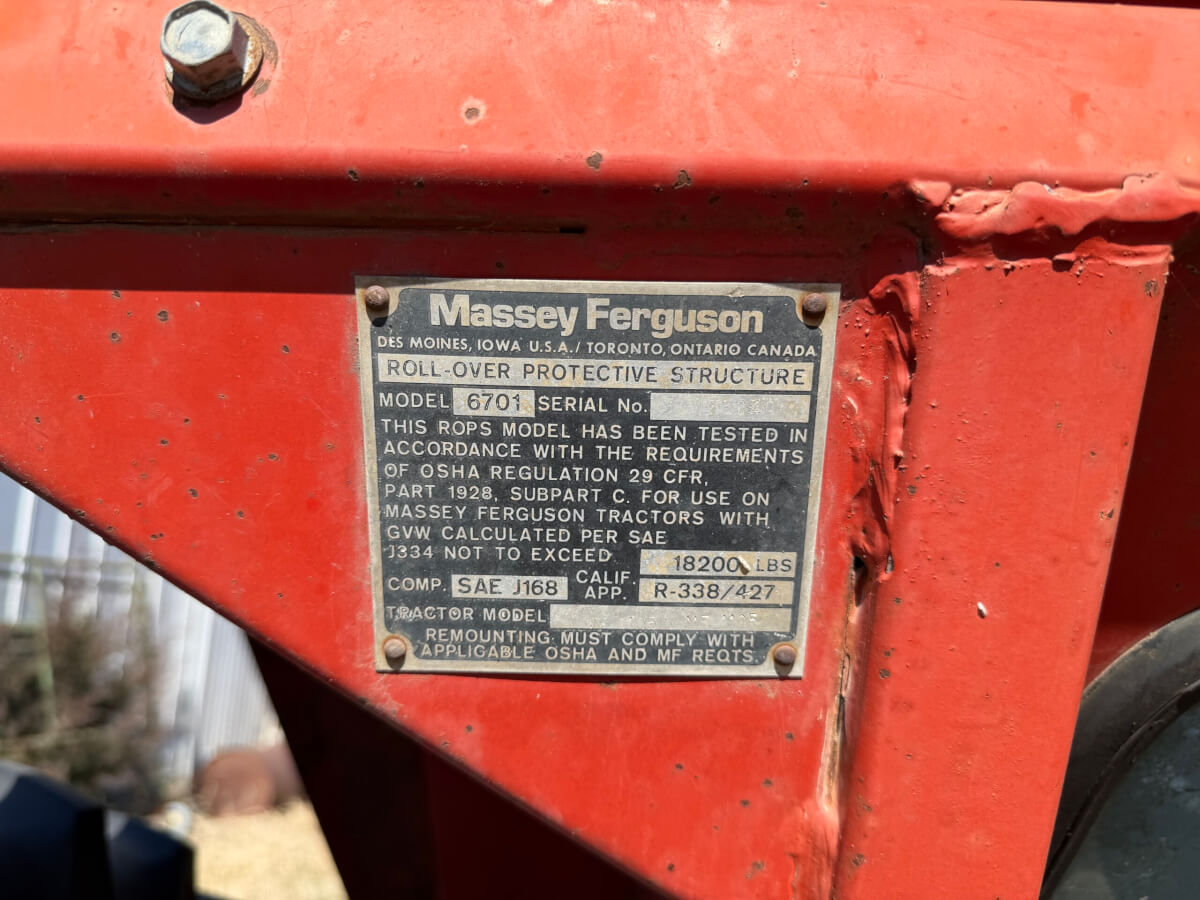 Massey Ferguson
DES MOINES, IOWA U.S.A./ TORONTO, ONTARIO CANADA
ROLL-OVER PROTECTIVE STRUCTURE
MODEL 6701 SERIAL No.
THIS ROPS MODEL HAS BEEN TESTED IN
ACCORDANCE WITH THE REQUIREMENTS
OF OSHA REGULATION 29 CFR,
PART 1928, SUBPART C. FOR USE ON
MASSEY FERGUSON TRACTORS WITH
GVW CALCULATED PER SAE
J334 NOT TO EXCEED 18200 LBS
COMP. SAE J168 CALIF. APP. R-338/427
TRACTOR MODEL
REMOUNTING MUST COMPLY WITH
APPLICABLE OSHA AND MF REQTS.